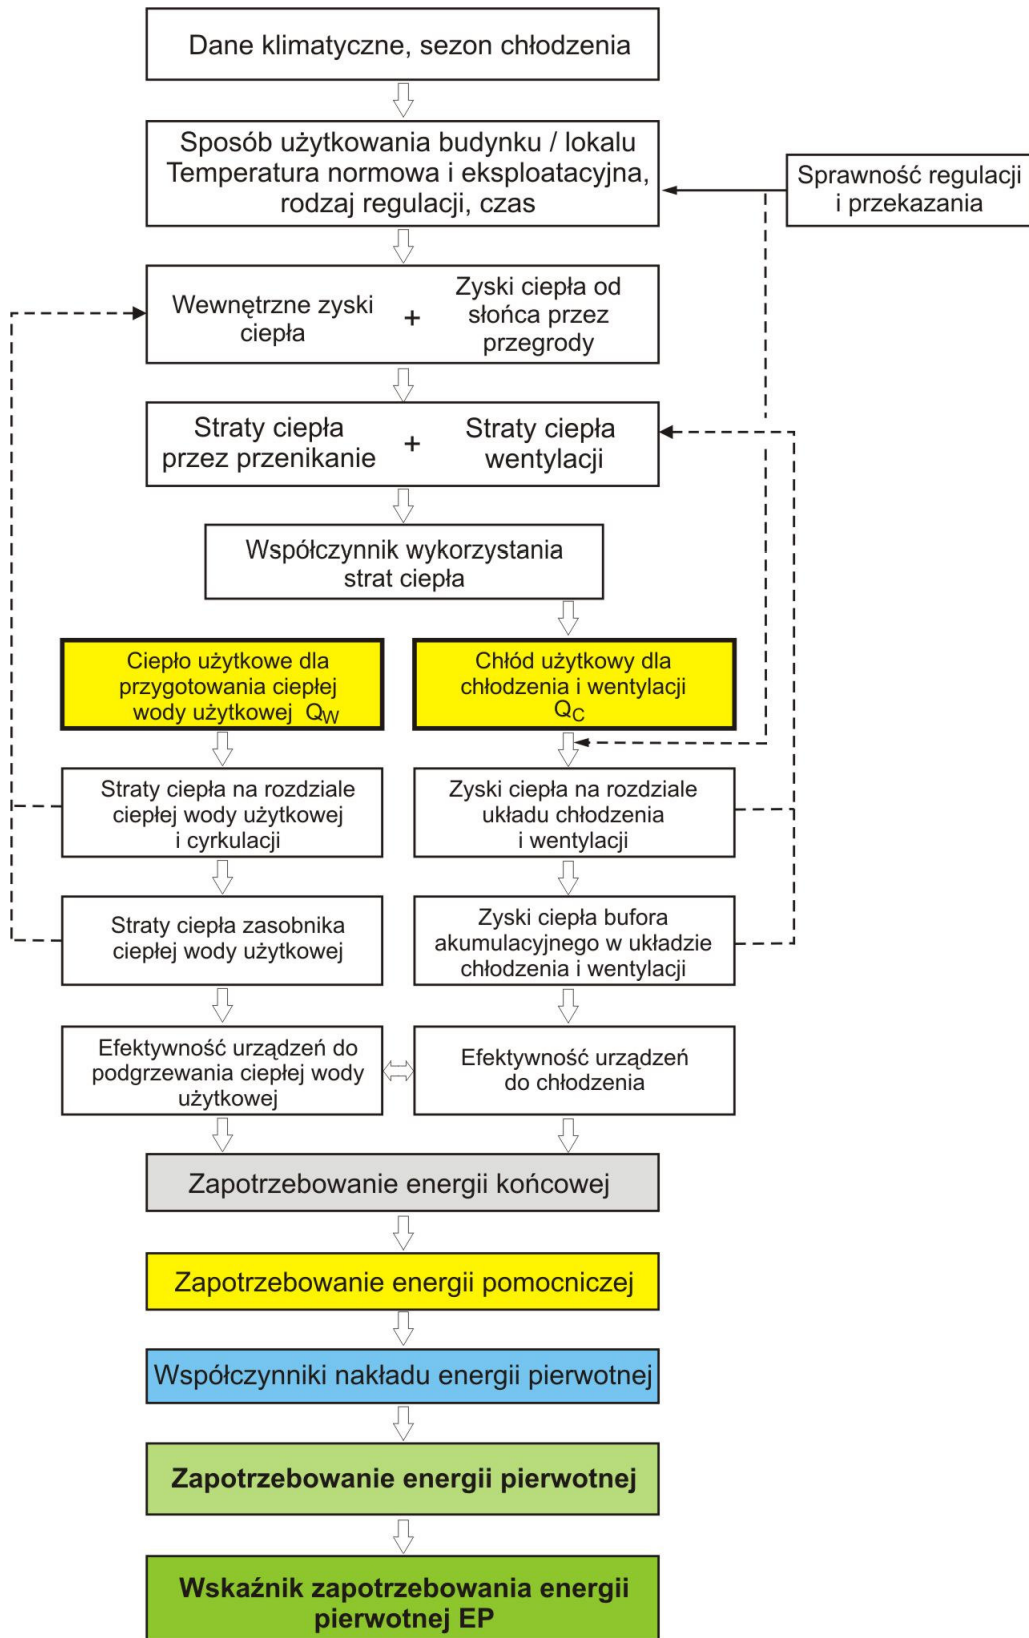 Dane klimatyczne, sezon chłodzenia
Sposób użytkowania budynku / lokalu
Temperatura normowa i eksploatacyjna,
rodzaj regulacji, czas
Sprawność regulacji
i przekazania
Wewnętrzne zyski
ciepła
+
Zyski ciepła od
słońca przez
przegrody
Straty ciepła
przez przenikanie
+
Straty ciepła
wentylacji
Współczynnik wykorzystania
strat ciepła
Ciepło użytkowe dla
przygotowania ciepłej
wody użytkowej QW
Chłód użytkowy dla
chłodzenia i wentylacji
QC
Straty ciepła na rozdziale
ciepłej wody użytkowej
i cyrkulacji
Zyski ciepła na rozdziale
układu chłodzenia
i wentylacji
Straty ciepła zasobnika
ciepłej wody użytkowej
Zyski ciepła bufora
akumulacyjnego w układzie
chłodzenia i wentylacji
Efektywność urządzeń do
podgrzewania ciepłej wody
użytkowej
Efektywność urządzeń
do chłodzenia
Zapotrzebowanie energii końcowej
Zapotrzebowanie energii pomocniczej
Współczynniki nakładu energii pierwotnej
Zapotrzebowanie energii pierwotnej
Wskaźnik zapotrzebowania energii
pierwotnej EP